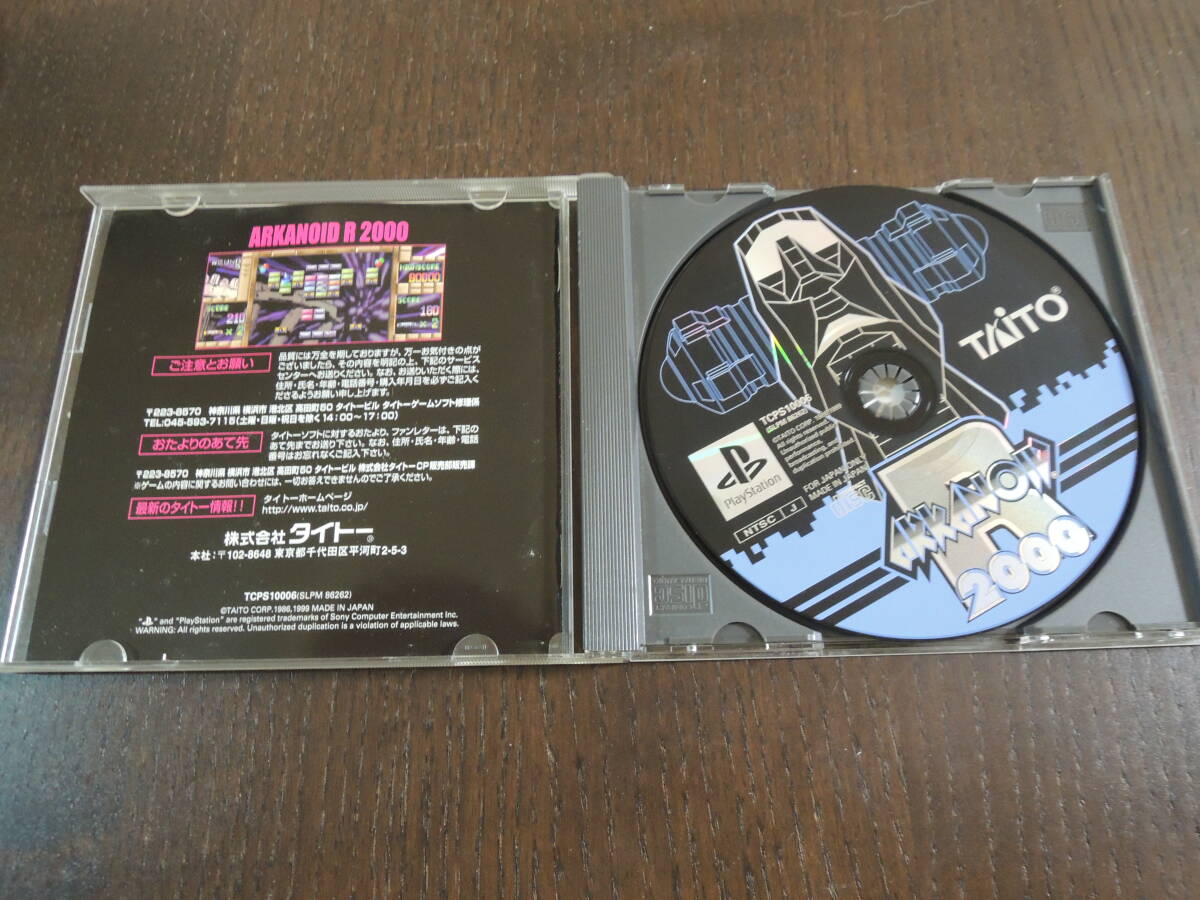 ARKANOID R 2000
SCORE
210
80000
SCORE
160
ご注意とお願い
品質には万全を期しておりますが、万一お気付きの点が
ございましたら、その内容を明記の上、下記のサービス
センターへお送りください。なお、お送りいただく際には、
住所・氏名・年齢・電話番号・購入年月日を必ずご記入く
ださるようお願い申し上げます。
〒223-8570 神奈川県 横浜市 港北区 高田町50 タイトービル タイトーゲームソフト修理係
TEL:045-593-7115(土曜・日曜・祝日を除く14:00〜17:00)
おたよりのあて先
タイトーソフトに対するおたより、ファンレターは、下記の
あて先までお送り下さい。なお、住所・氏名・年齢・電話
番号はお忘れなくご記入下さい。
〒223-8570 神奈川県 横浜市 港北区 高田町50 タイトービル 株式会社タイトーCP販売部販売課
※ゲームの内容に関するお問い合わせには、一切お答えできませんのでご了承ください。
最新のタイトー情報!!
タイトーホームページ
http://www.taito.co.jp/
株式会社 タイトー®
本社:〒102-8648 東京都千代田区平河町2-5-3
TCPS10006(SLPM 86262)
©TAITO CORP.1986,1999 MADE IN JAPAN
"PS" and "PlayStation" are registered trademarks of Sony Computer Entertainment Inc.
WARNING: All rights reserved. Unauthorized duplication is a violation of applicable laws.
TAITO®
TCPS10006
(SLPM 86262)
All rights reserved.
PlayStation
FOR JAPAN ONLY
MADE IN JAPAN
NTSC J
disc
ARKANOID
R
2000